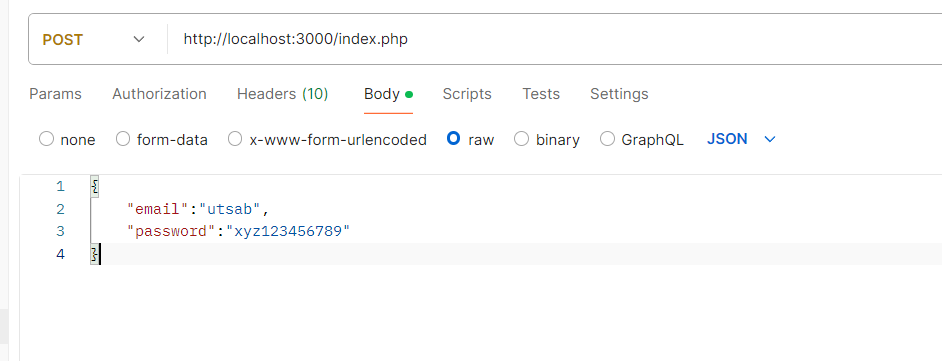 POST http://localhost:3000/index.php
Params Authorization Headers (10) Body Scripts Tests Settings
none form-data x-www-form-urlencoded raw binary GraphQL JSON
1 {
2 "email":"utsab",
3 "password":"xyz123456789"
4 }